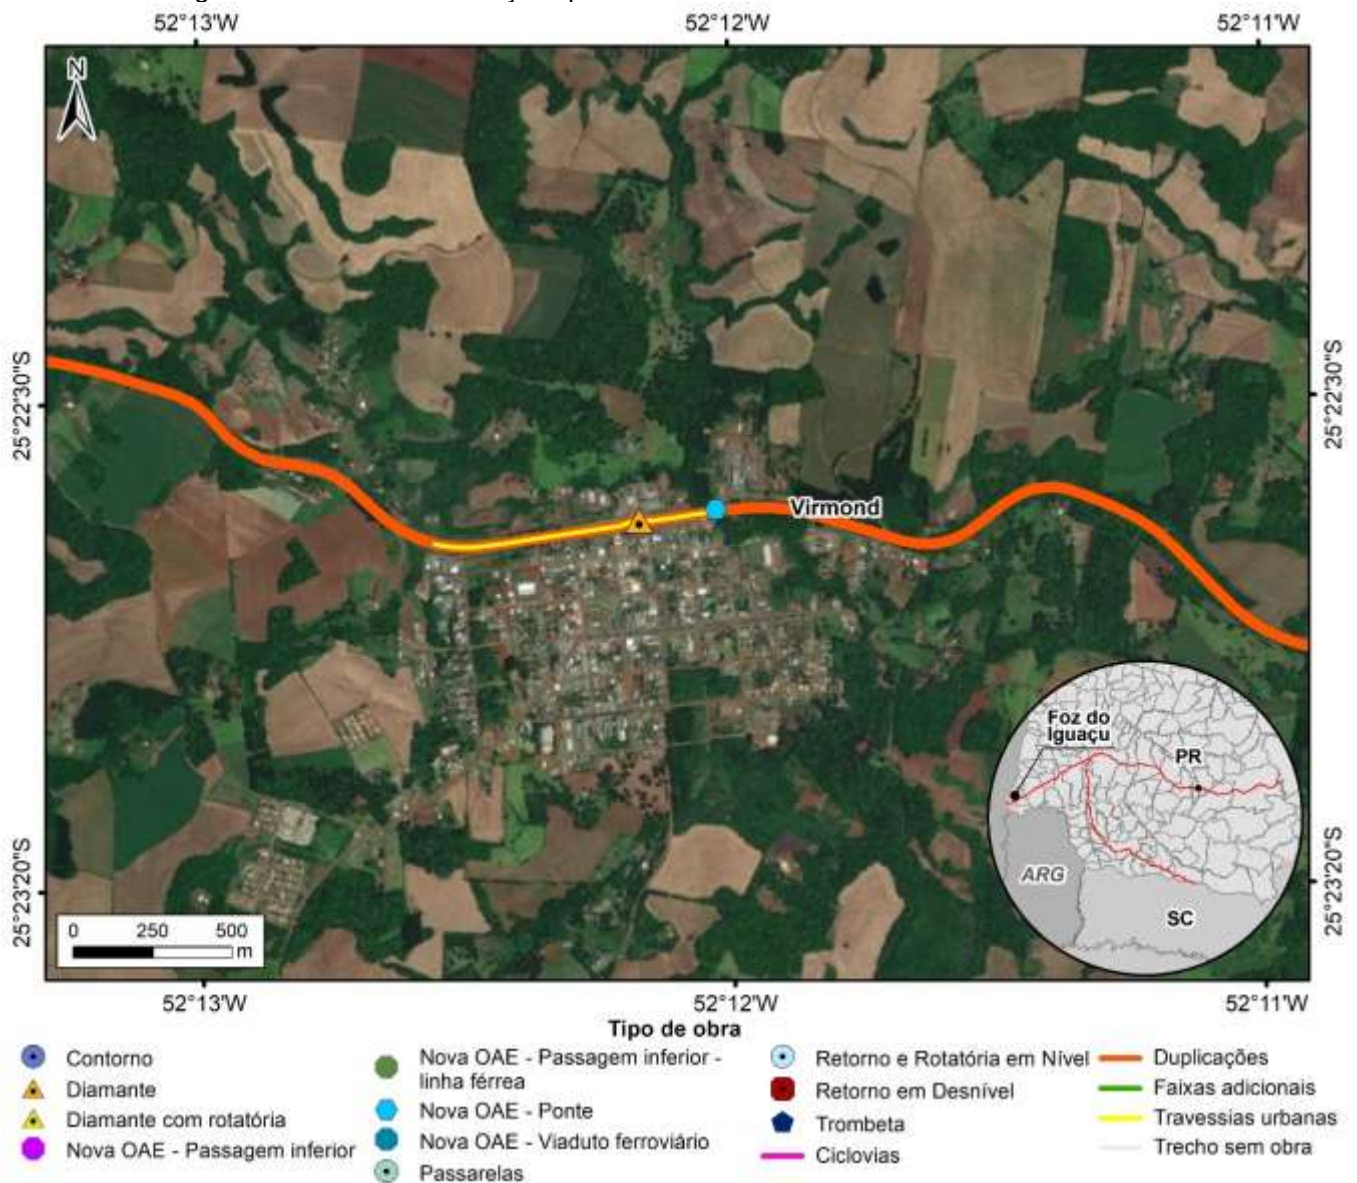 52°13'W 52°12'W 52°11'W
N
25°22'30"S
25°22'30"S
Virmond
Foz do
Iguaçu
PR
ARG
SC
25°23'20"S
25°23'20"S
0 250 500
m
52°13'W 52°12'W 52°11'W
Tipo de obra
Contorno
Diamante
Diamante com rotatória
Nova OAE - Passagem inferior
Nova OAE - Passagem inferior -
linha férrea
Nova OAE - Ponte
Nova OAE - Viaduto ferroviário
Passarelas
Retorno e Rotatória em Nível
Retorno em Desnível
Trombeta
Ciclovias
Duplicações
Faixas adicionais
Travessias urbanas
Trecho sem obra